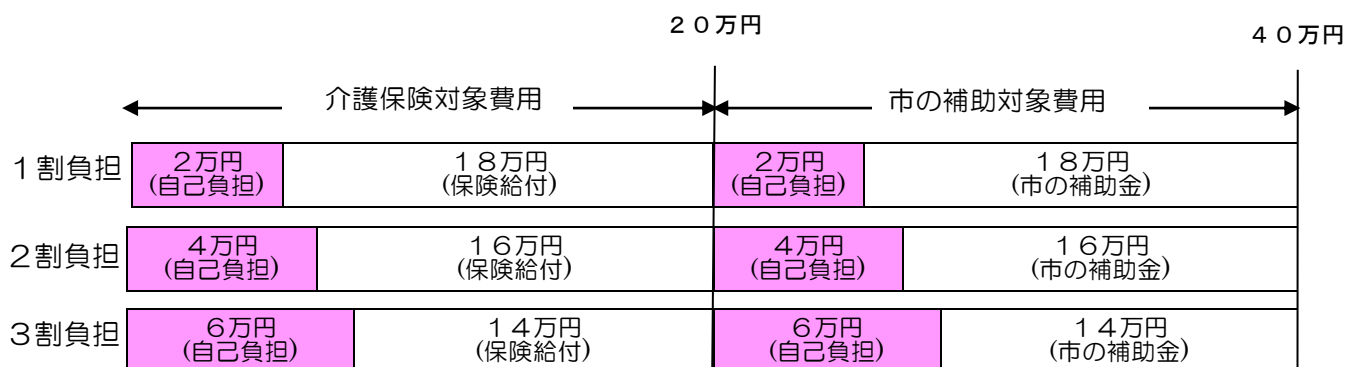 ２０万円
４０万円
介護保険対象費用
市の補助対象費用
１割負担
２万円
(自己負担)
１８万円
(保険給付)
２万円
(自己負担)
１８万円
(市の補助金)
２割負担
４万円
(自己負担)
１６万円
(保険給付)
４万円
(自己負担)
１６万円
(市の補助金)
３割負担
６万円
(自己負担)
１４万円
(保険給付)
６万円
(自己負担)
１４万円
(市の補助金)